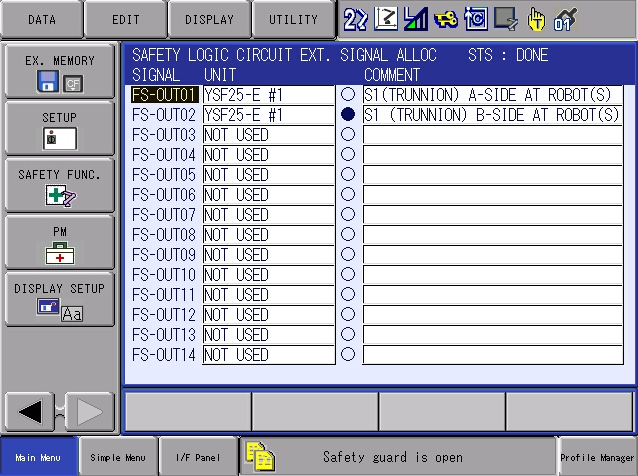 DATA EDIT DISPLAY UTILITY
EX. MEMORY
CF
SETUP
SAFETY FUNC.
PM
DISPLAY SETUP
Aa
SAFETY LOGIC CIRCUIT EXT. SIGNAL ALLOC STS : DONE
SIGNAL UNIT COMMENT
FS-OUT01 YSF25-E #1 S1(TRUNNION) A-SIDE AT ROBOT(S)
FS-OUT02 YSF25-E #1 S1 (TRUNNION) B-SIDE AT ROBOT(S)
FS-OUT03 NOT USED
FS-OUT04 NOT USED
FS-OUT05 NOT USED
FS-OUT06 NOT USED
FS-OUT07 NOT USED
FS-OUT08 NOT USED
FS-OUT09 NOT USED
FS-OUT10 NOT USED
FS-OUT11 NOT USED
FS-OUT12 NOT USED
FS-OUT13 NOT USED
FS-OUT14 NOT USED
Main Menu Simple Menu I/F Panel Safety guard is open Profile Manager